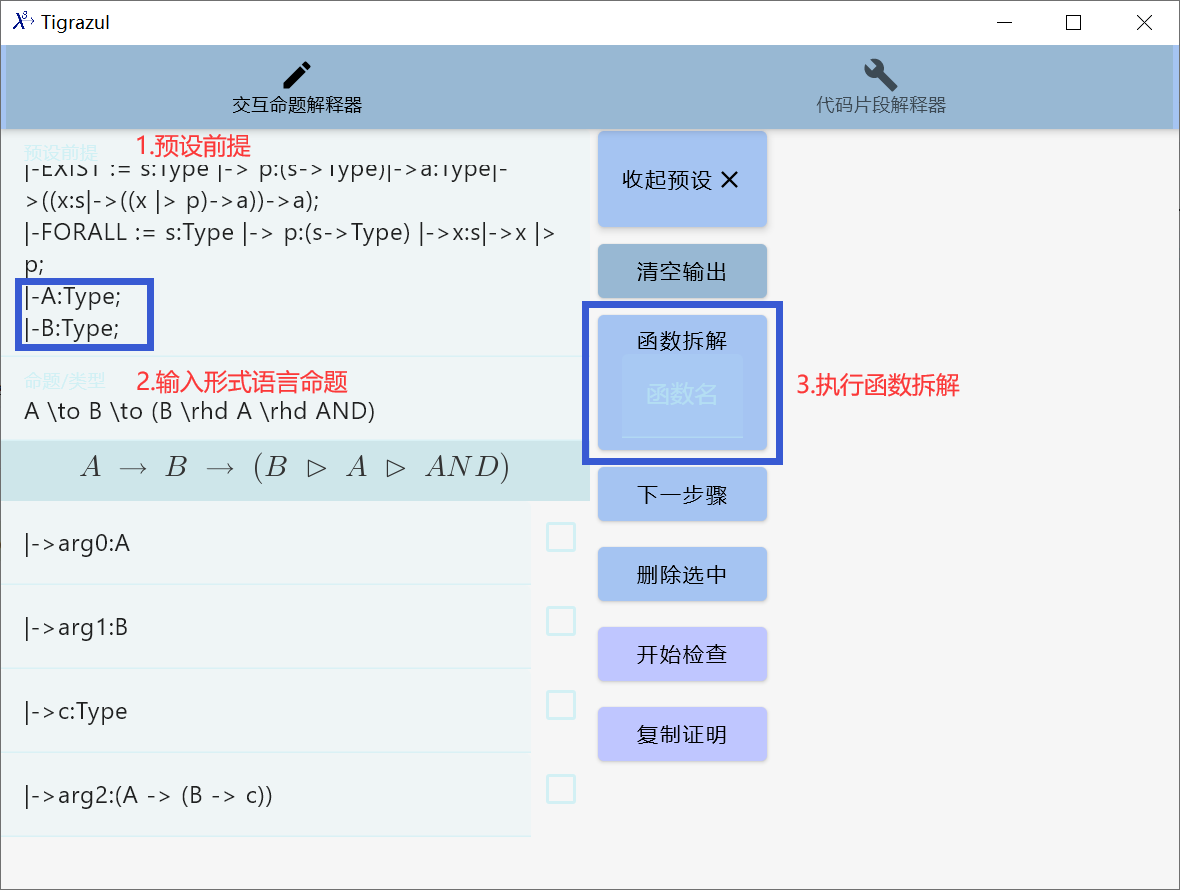 Tigrazul
交互命题解释器
代码片段解释器
预设前提
1.预设前提
|-EXIST := s:Type |-> p:(s->Type)|->a:Type|-
>((x:s|->((x |> p)->a))->a);
|-FORALL := s:Type |-> p:(s->Type) |->x:s|->x |>
p;
|-A:Type;
|-B:Type;
命题/类型
2.输入形式语言命题
A \to B \to (B \rhd A \rhd AND)
A → B → (B ▷ A ▷ AND)
|->arg0:A
|->arg1:B
|->c:Type
|->arg2:(A -> (B -> c))
收起预设
清空输出
函数拆解
函数名
3.执行函数拆解
下一步骤
删除选中
开始检查
复制证明